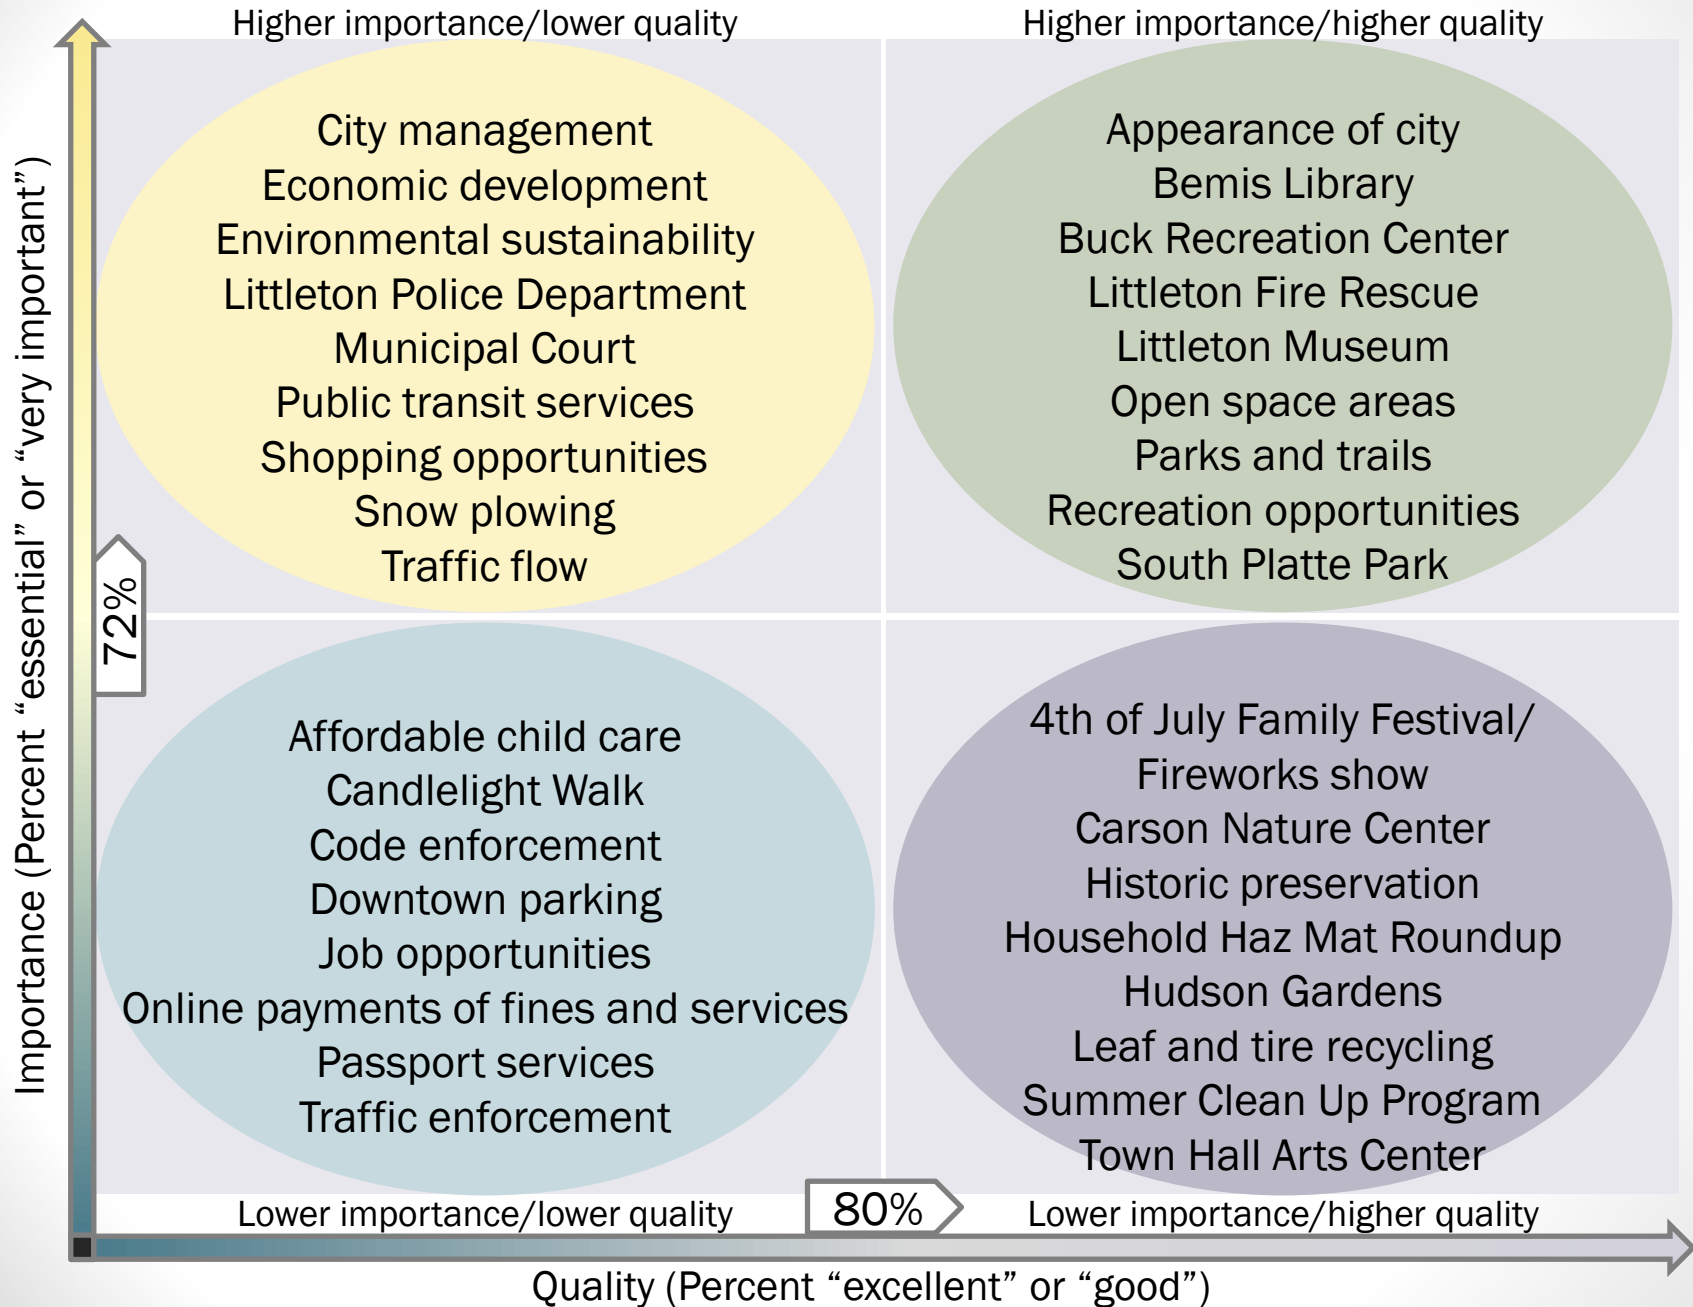 Higher importance/lower quality
Higher importance/higher quality
Importance (Percent “essential” or “very important”)
City management
Economic development
Environmental sustainability
Littleton Police Department
Municipal Court
Public transit services
Shopping opportunities
Snow plowing
Traffic flow
Appearance of city
Bemis Library
Buck Recreation Center
Littleton Fire Rescue
Littleton Museum
Open space areas
Parks and trails
Recreation opportunities
South Platte Park
72%
Affordable child care
Candlelight Walk
Code enforcement
Downtown parking
Job opportunities
Online payments of fines and services
Passport services
Traffic enforcement
4th of July Family Festival/
Fireworks show
Carson Nature Center
Historic preservation
Household Haz Mat Roundup
Hudson Gardens
Leaf and tire recycling
Summer Clean Up Program
Town Hall Arts Center
Lower importance/lower quality
80%
Lower importance/higher quality
Quality (Percent “excellent” or “good”)